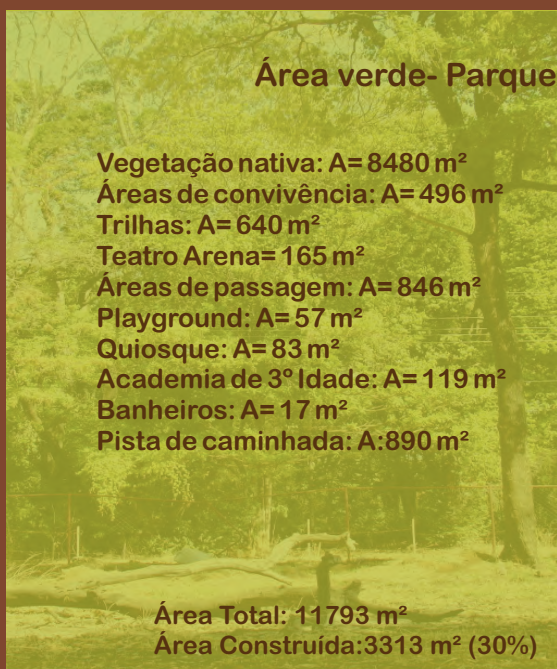 Área verde- Parque
Vegetação nativa: A= 8480 m²
Áreas de convivência: A= 496 m²
Trilhas: A= 640 m²
Teatro Arena= 165 m²
Áreas de passagem: A= 846 m²
Playground: A= 57 m²
Quiosque: A= 83 m²
Academia de 3º Idade: A= 119 m²
Banheiros: A= 17 m²
Pista de caminhada: A:890 m²
Área Total: 11793 m²
Área Construída:3313 m² (30%)